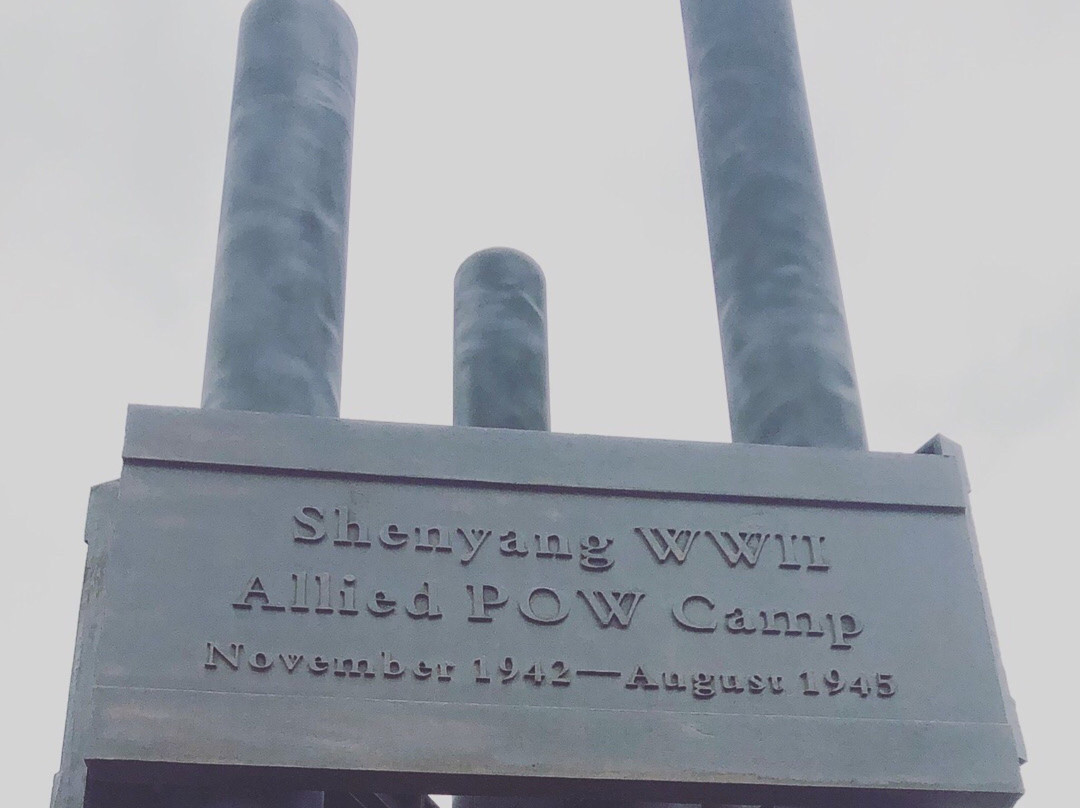 Shenyang WWII
Allied POW Camp
November 1942—August 1945